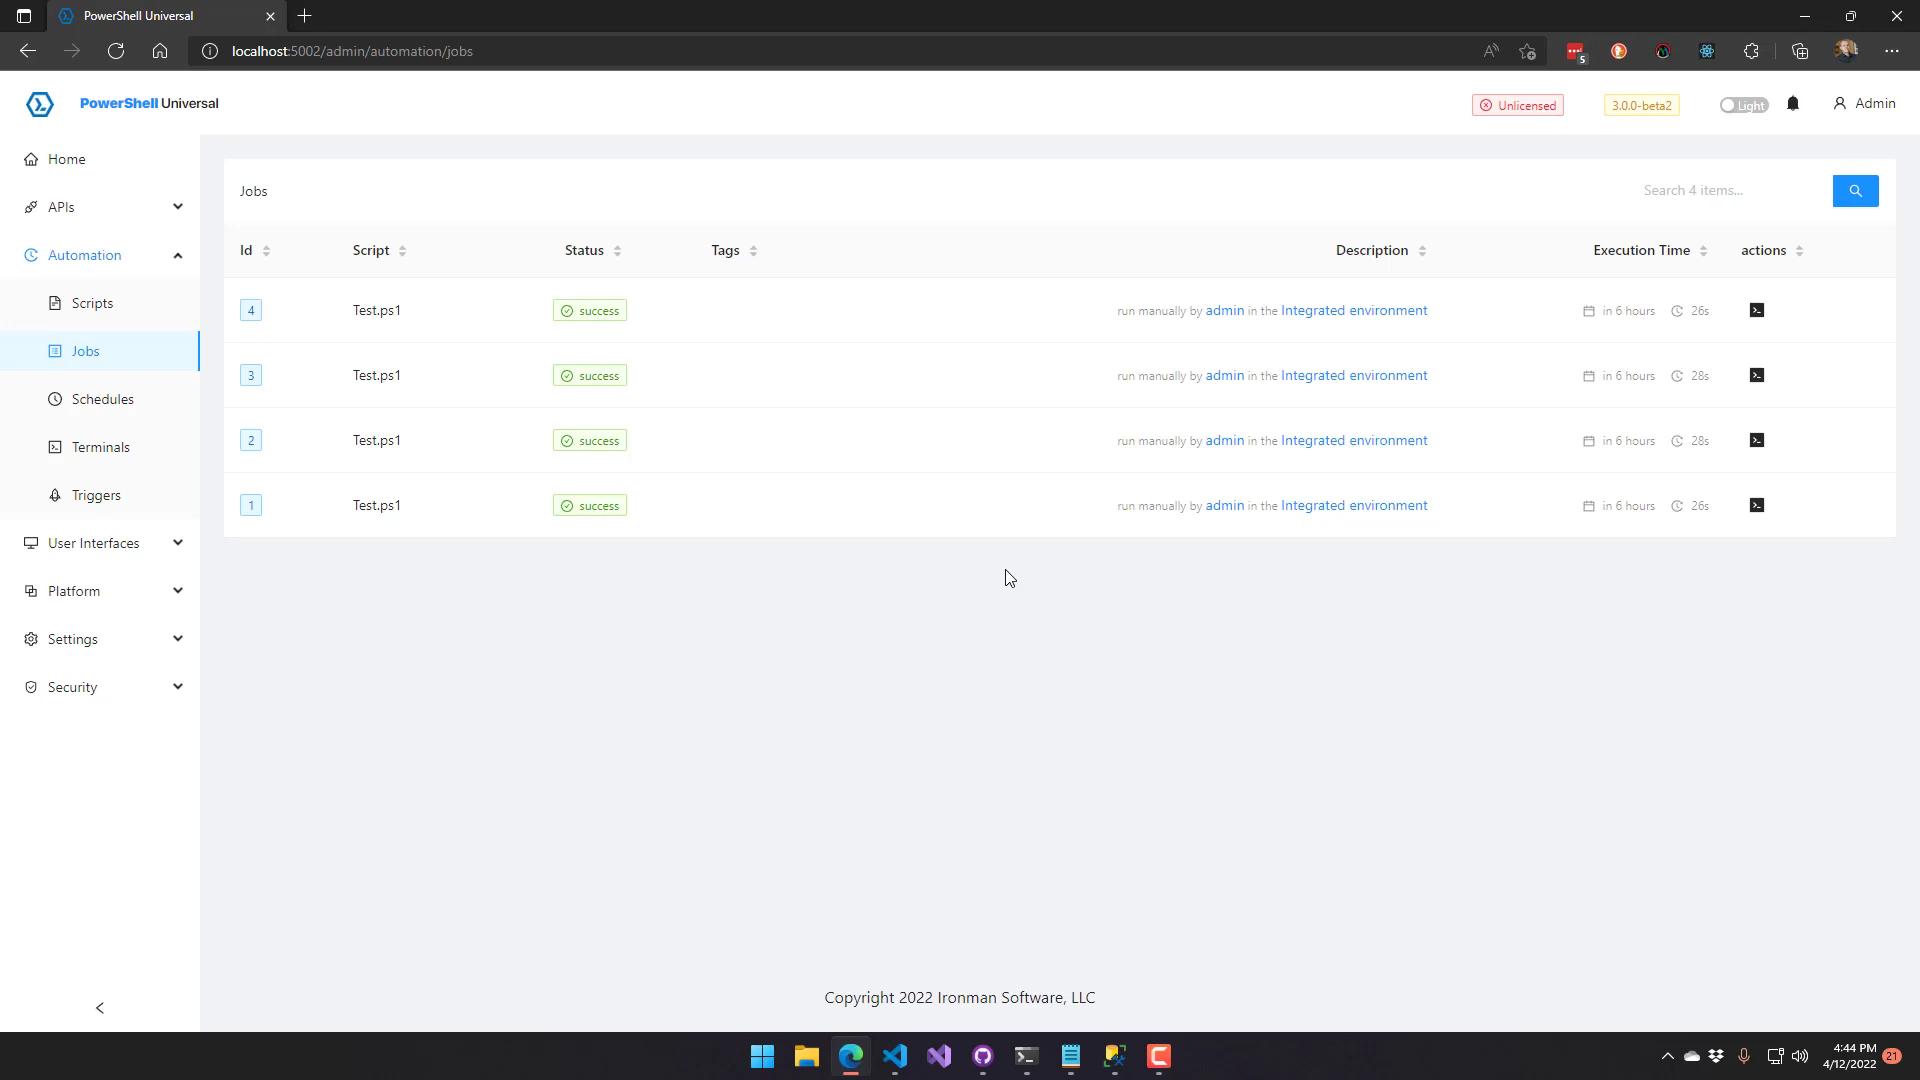 PowerShell Universal
localhost:5002/admin/automation/jobs
5
PowerShell Universal
Unlicensed
3.0.0-beta2
Light
Admin
Home
APIs
Automation
Scripts
Jobs
Schedules
Terminals
Triggers
User Interfaces
Platform
Settings
Security
Jobs
Search 4 items...
Id Script Status Tags Description Execution Time actions
4 Test.ps1 success run manually by admin in the Integrated environment in 6 hours 26s
3 Test.ps1 success run manually by admin in the Integrated environment in 6 hours 28s
2 Test.ps1 success run manually by admin in the Integrated environment in 6 hours 28s
1 Test.ps1 success run manually by admin in the Integrated environment in 6 hours 26s
Copyright 2022 Ironman Software, LLC
4:44 PM
4/12/2022
21